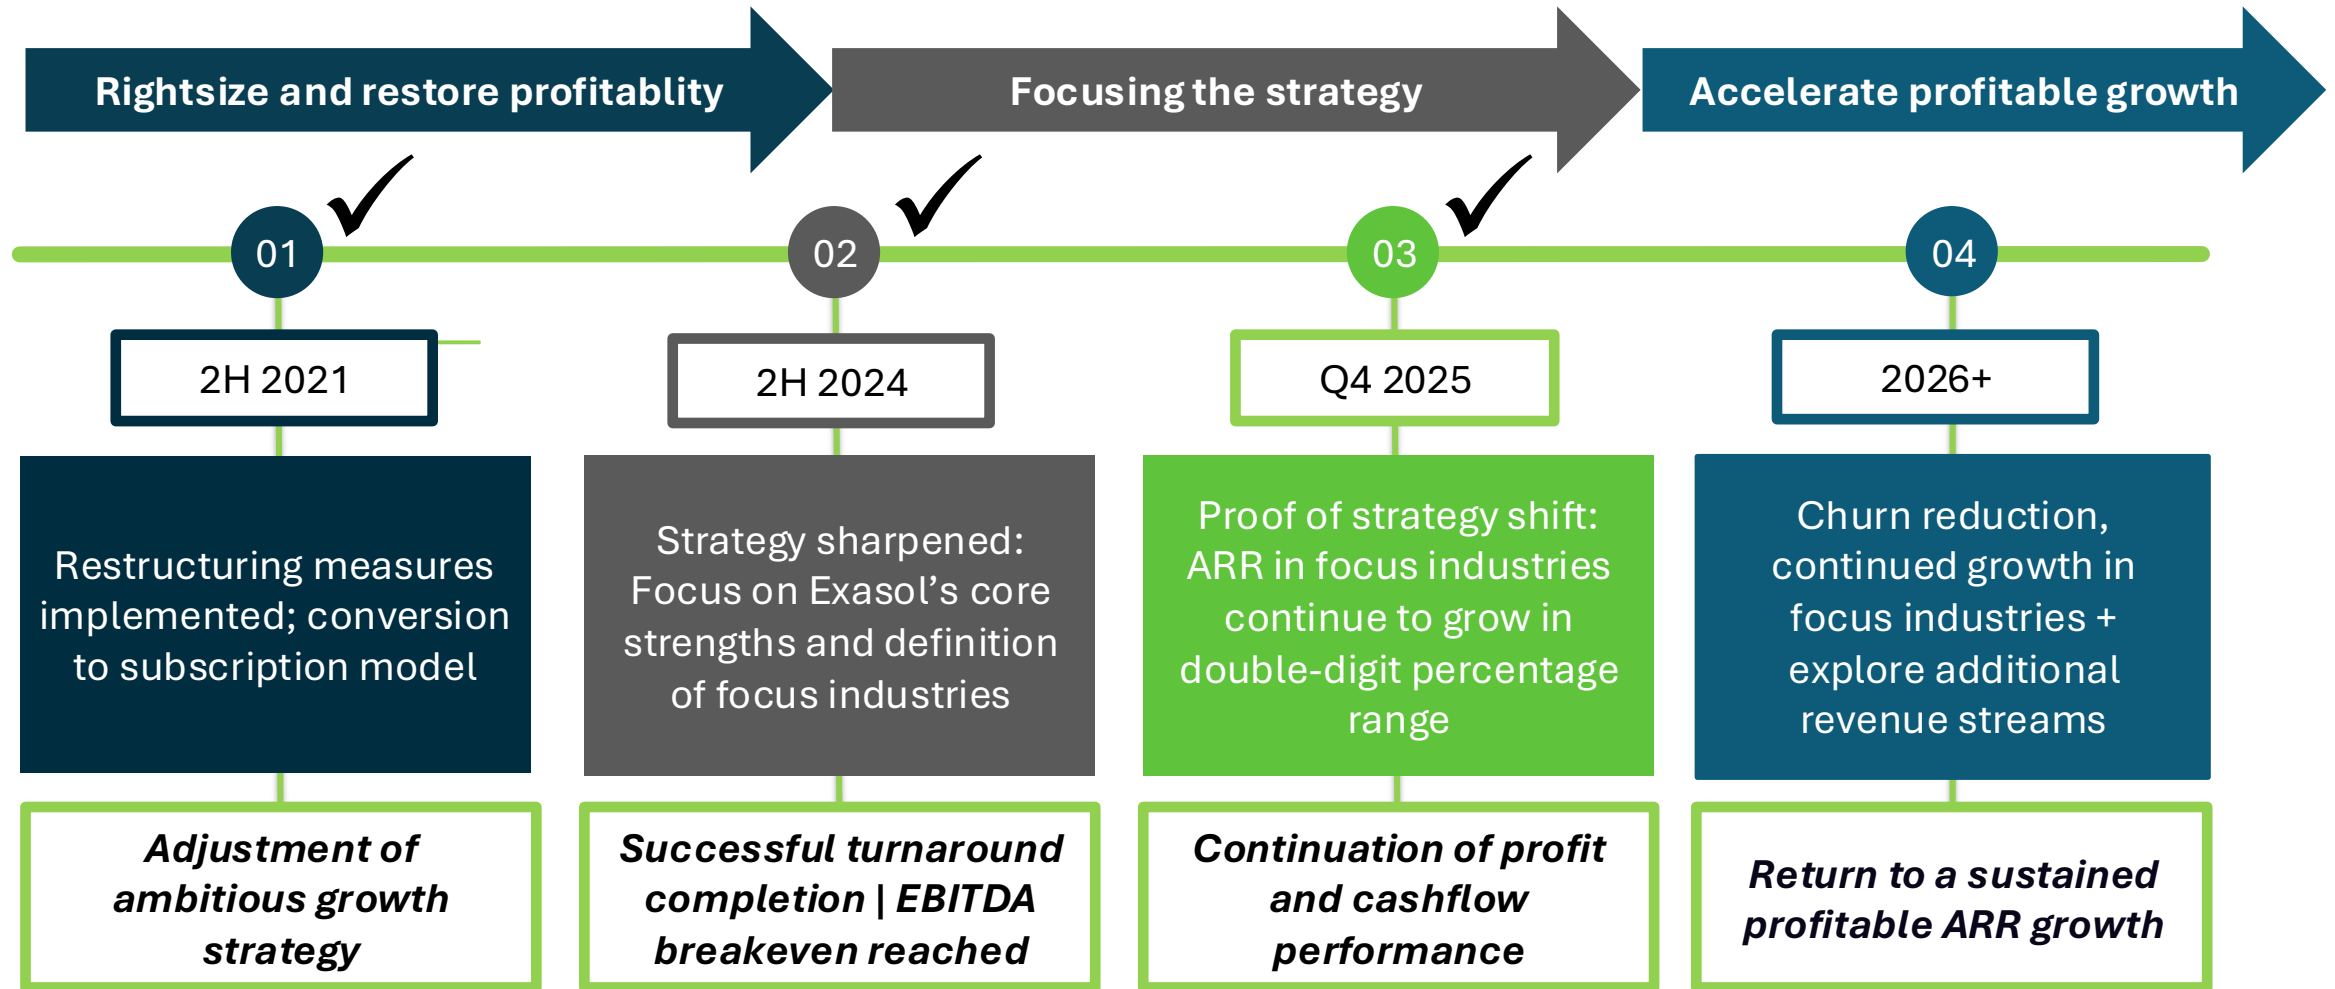 Rightsize and restore profitablity
Focusing the strategy
Accelerate profitable growth
01
02
03
04
2H 2021
2H 2024
Q4 2025
2026+
Restructuring measures
implemented; conversion
to subscription model
Strategy sharpened:
Focus on Exasol’s core
strengths and definition
of focus industries
Proof of strategy shift:
ARR in focus industries
continue to grow in
double-digit percentage
range
Churn reduction,
continued growth in
focus industries +
explore additional
revenue streams
Adjustment of
ambitious growth
strategy
Successful turnaround
completion | EBITDA
breakeven reached
Continuation of profit
and cashflow
performance
Return to a sustained
profitable ARR growth